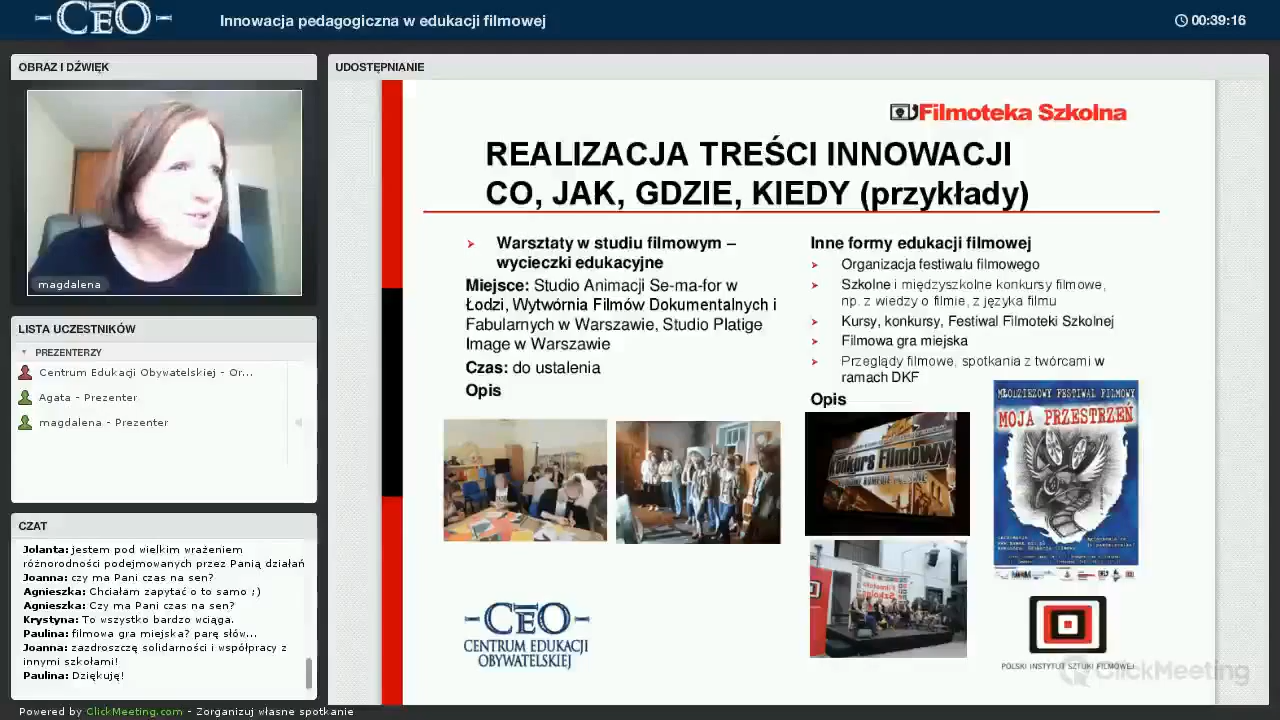 CEO
Innowacja pedagogiczna w edukacji filmowej
00:39:16
OBRAZ I DŹWIĘK
magdalena
LISTA UCZESTNIKÓW
PREZENTERZY
Centrum Edukacji Obywatelskiej - Or...
Agata - Prezenter
magdalena - Prezenter
CZAT
Jolanta: jestem pod wielkim wrażeniem
różnorodności podejmowanych przez Panią działań
Joanna: czy ma Pani czas na sen?
Agnieszka: Chciałam zapytać o to samo ;)
Agnieszka: Czy ma Pani czas na sen?
Krystyna: To wszystko bardzo wciąga.
Paulina: filmowa gra miejska? parę słów...
Joanna: zazdroszczę solidarności i współpracy z
innymi szkołami!
Paulina: Dziękuję!
Powered by ClickMeeting.com - Zorganizuj własne spotkanie
UDOSTĘPNIANIE
Filmoteka Szkolna
REALIZACJA TREŚCI INNOWACJI
CO, JAK, GDZIE, KIEDY (przykłady)
Warsztaty w studiu filmowym –
wycieczki edukacyjne
Miejsce: Studio Animacji Se-ma-for w
Łodzi, Wytwórnia Filmów Dokumentalnych i
Fabularnych w Warszawie, Studio Platige
Image w Warszawie
Czas: do ustalenia
Opis
Inne formy edukacji filmowej
Organizacja festiwalu filmowego
Szkolne i międzyszkolne konkursy filmowe,
np. z wiedzy o filmie, z języka filmu
Kursy, konkursy, Festiwal Filmoteki Szkolnej
Filmowa gra miejska
Przeglądy filmowe, spotkania z twórcami w
ramach DKF
Opis
Konkurs Filmowy
MŁODZIEŻOWY FESTIWAL FILMOWY
MOJA PRZESTRZEŃ
CEO
CENTRUM EDUKACJI
OBYWATELSKIEJ
POLSKI INSTYTUT SZTUKI FILMOWEJ
ClickMeeting